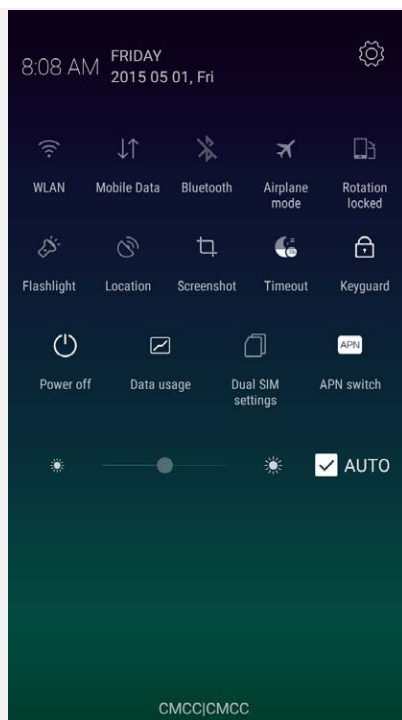 8:08 AM
FRIDAY
2015 05 01, Fri
WLAN
Mobile Data
Bluetooth
Airplane
mode
Rotation
locked
Flashlight
Location
Screenshot
Timeout
Keyguard
APN
Power off
Data usage
Dual SIM
settings
APN switch
AUTO
CMCC|CMCC